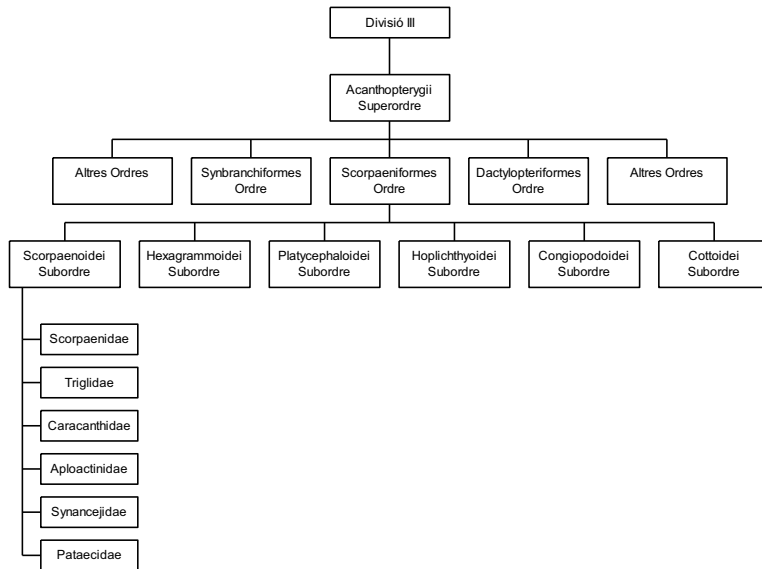 Divisió III
Acanthopterygii
Superordre
Altres Ordres
Synbranchiformes
Ordre
Scorpaeniformes
Ordre
Dactylopteriformes
Ordre
Altres Ordres
Scorpaenoidei
Subordre
Hexagrammoidei
Subordre
Platycephaloidei
Subordre
Hoplichthyoidei
Subordre
Congiopodoidei
Subordre
Cottoidei
Subordre
Scorpaenidae
Triglidae
Caracanthidae
Aploactinidae
Synancejidae
Pataecidae